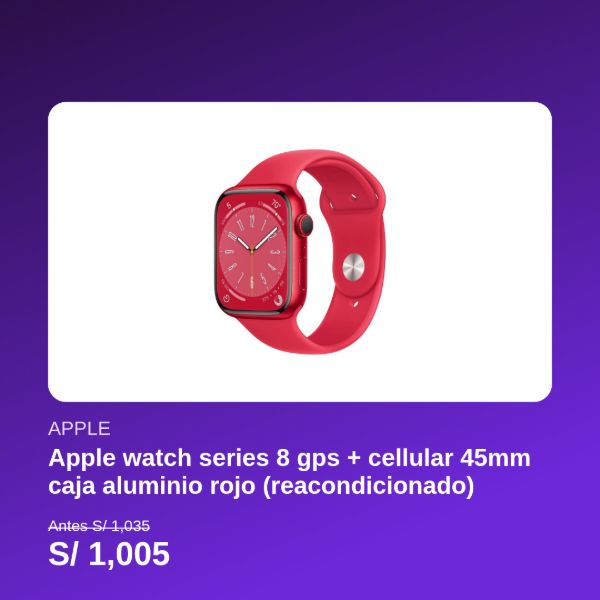 APPLE
Apple watch series 8 gps + cellular 45mm
caja aluminio rojo (reacondicionado)
Antes S/ 1,035
S/ 1,005